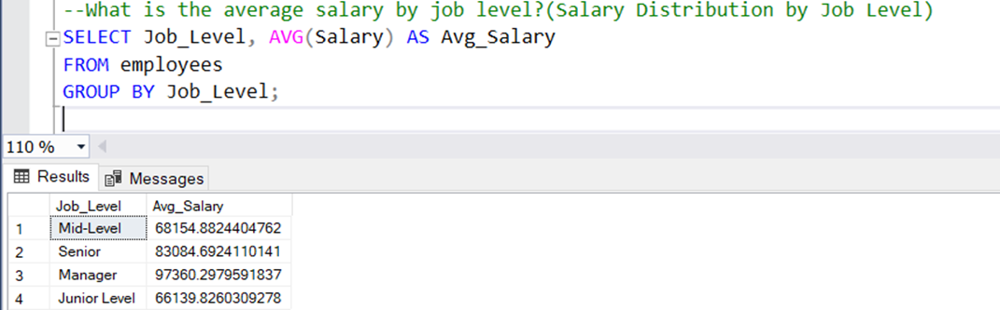 --What is the average salary by job level?(Salary Distribution by Job Level)
SELECT Job_Level, AVG(Salary) AS Avg_Salary
FROM employees
GROUP BY Job_Level;
110 %
Results Messages
Job_Level Avg_Salary
1 Mid-Level 68154.8824404762
2 Senior 83084.6924110141
3 Manager 97360.2979591837
4 Junior Level 66139.8260309278